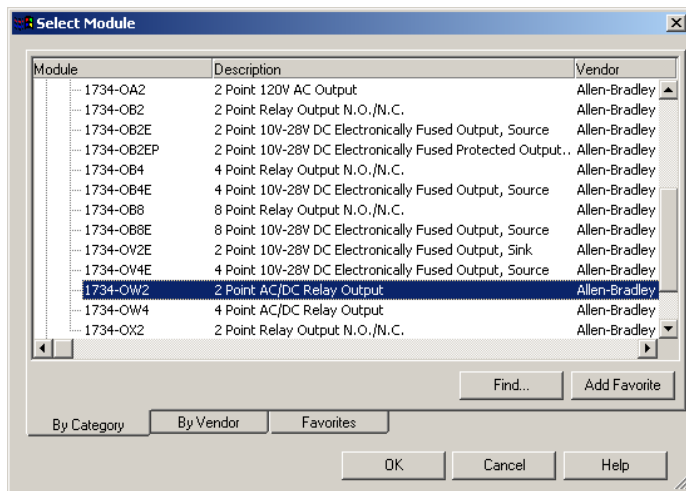 Select Module
Module Description Vendor
1734-OA2 2 Point 120V AC Output Allen-Bradley
1734-OB2 2 Point Relay Output N.O./N.C. Allen-Bradley
1734-OB2E 2 Point 10V-28V DC Electronically Fused Output, Source Allen-Bradley
1734-OB2EP 2 Point 10V-28V DC Electronically Fused Protected Output... Allen-Bradley
1734-OB4 4 Point Relay Output N.O./N.C. Allen-Bradley
1734-OB4E 4 Point 10V-28V DC Electronically Fused Output, Source Allen-Bradley
1734-OB8 8 Point Relay Output N.O./N.C. Allen-Bradley
1734-OB8E 8 Point 10V-28V DC Electronically Fused Output, Source Allen-Bradley
1734-OV2E 2 Point 10V-28V DC Electronically Fused Output, Sink Allen-Bradley
1734-OV4E 4 Point 10V-28V DC Electronically Fused Output, Source Allen-Bradley
1734-OW2 2 Point AC/DC Relay Output Allen-Bradley
1734-OW4 4 Point AC/DC Relay Output Allen-Bradley
1734-OX2 2 Point Relay Output N.O./N.C. Allen-Bradley
Find... Add Favorite
By Category By Vendor Favorites
OK Cancel Help